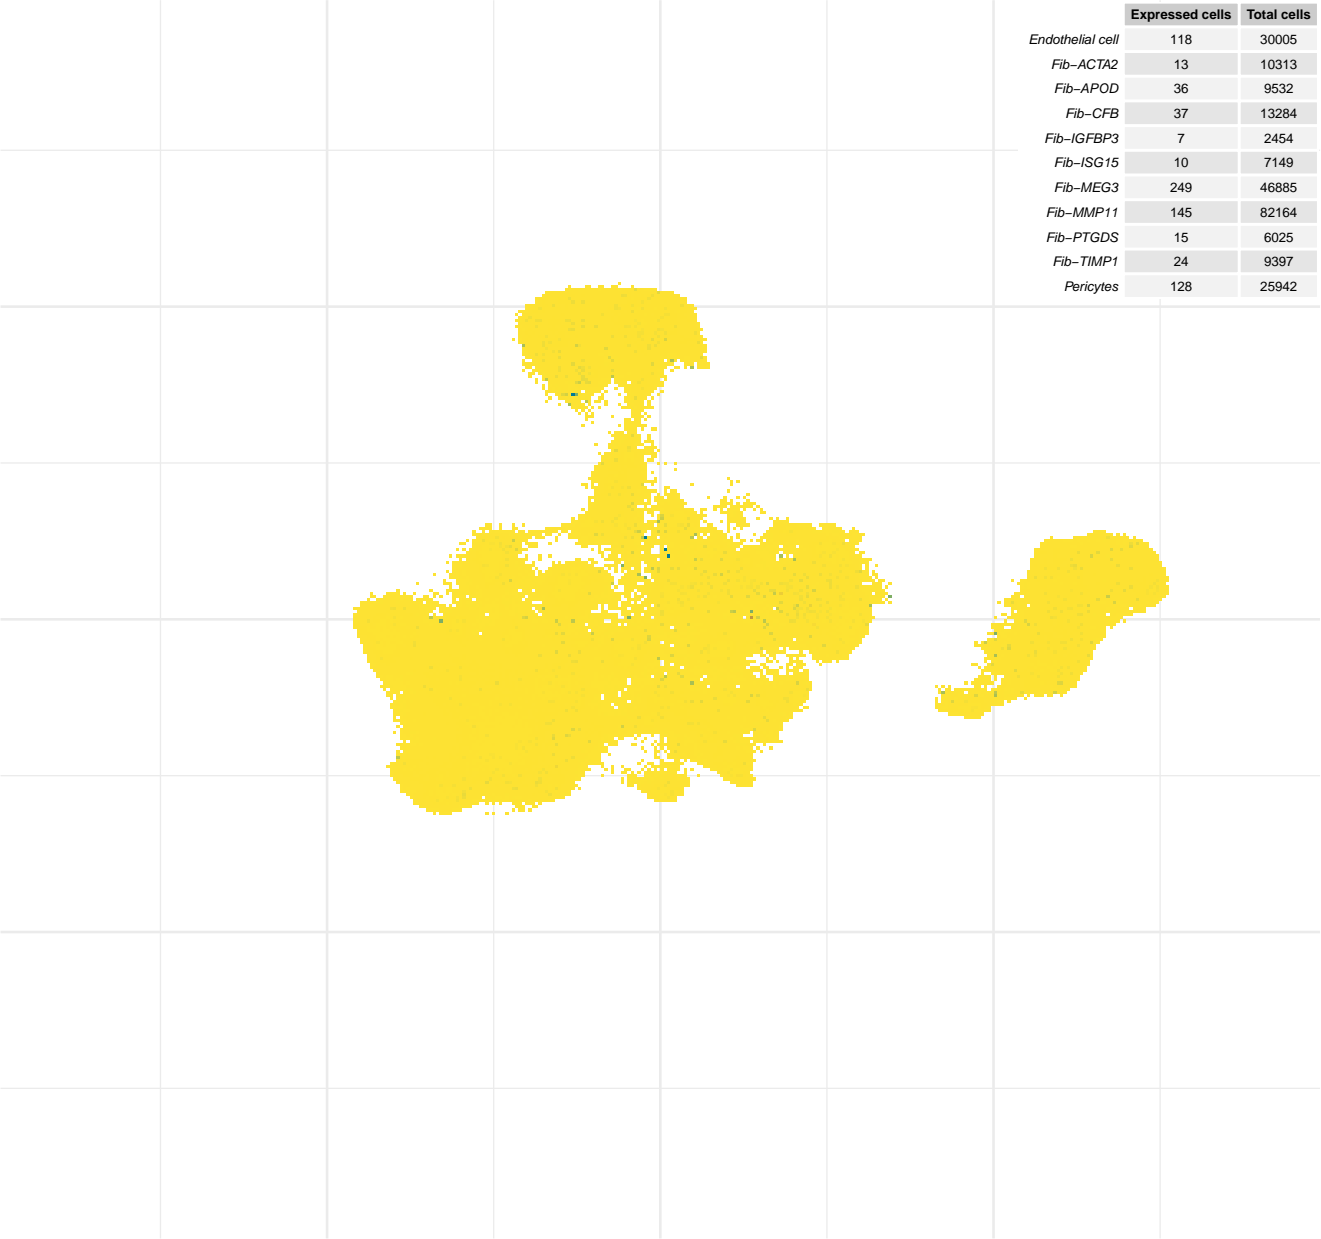 Expressed cells Total cells
Endothelial cell 118 30005
Fib−ACTA2 13 10313
Fib−APOD 36 9532
Fib−CFB 37 13284
Fib−IGFBP3 7 2454
Fib−ISG15 10 7149
Fib−MEG3 249 46885
Fib−MMP11 145 82164
Fib−PTGDS 15 6025
Fib−TIMP1 24 9397
Pericytes 128 25942